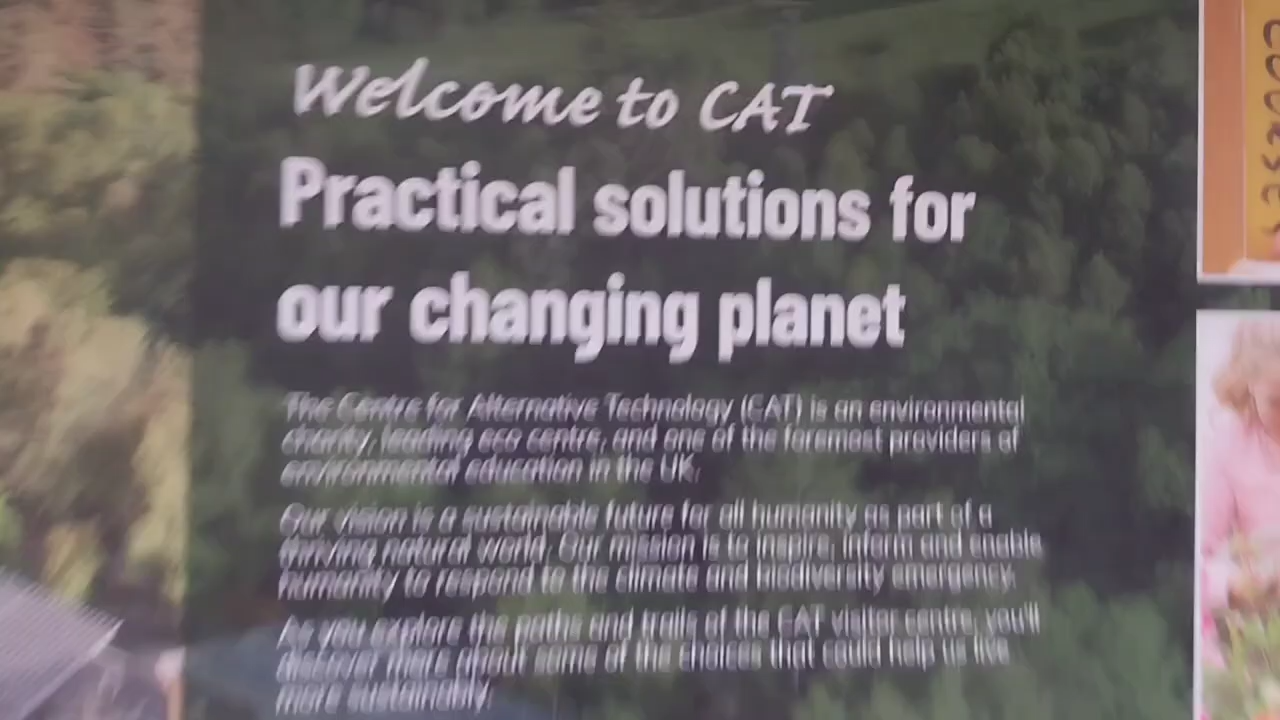 Welcome to CAT
Practical solutions for
our changing planet
The Centre for Alternative Technology (CAT) is an environmental
charity, leading eco centre, and one of the foremost providers of
environmental education in the UK.
Our vision is a sustainable future for all humanity as part of a
thriving natural world. Our mission is to inspire, inform and enable
humanity to respond to the climate and biodiversity emergency.
As you explore the paths and trails of the CAT visitor centre, you'll
discover more about some of the choices that could help us live
more sustainably.